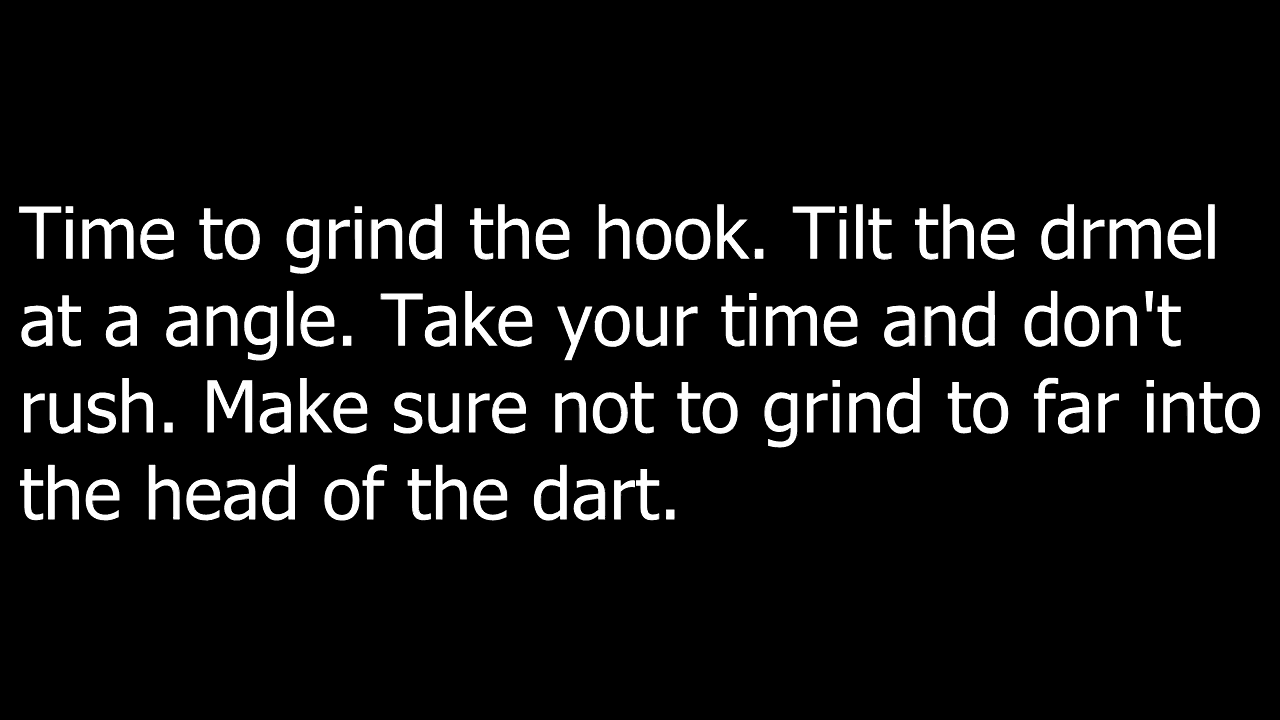 Time to grind the hook. Tilt the drmel
at a angle. Take your time and don't
rush. Make sure not to grind to far into
the head of the dart.